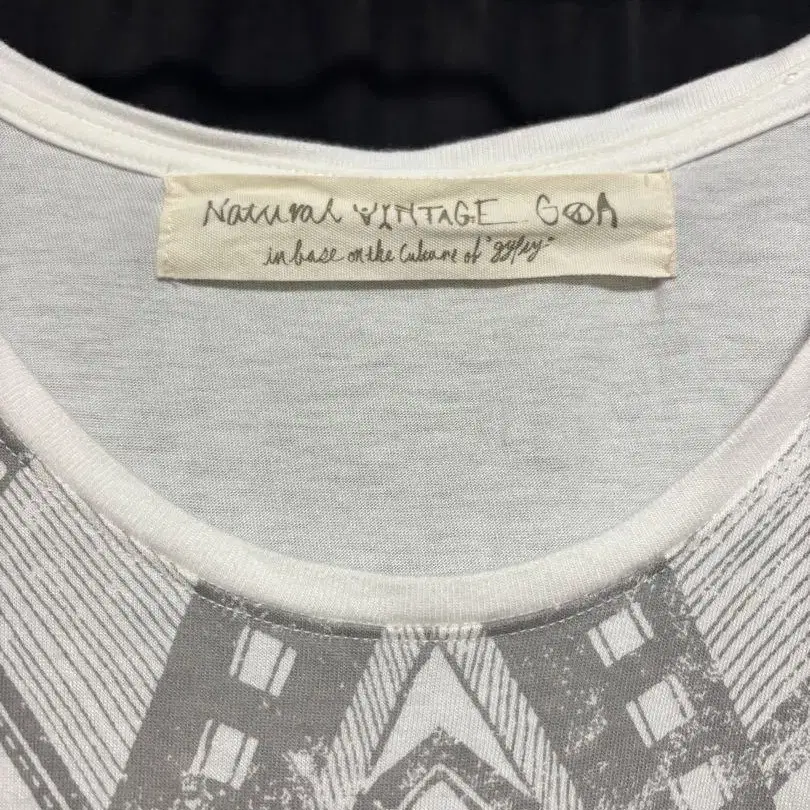 Natural VINTAGE GOA
in base on the Culture of "gypsy"